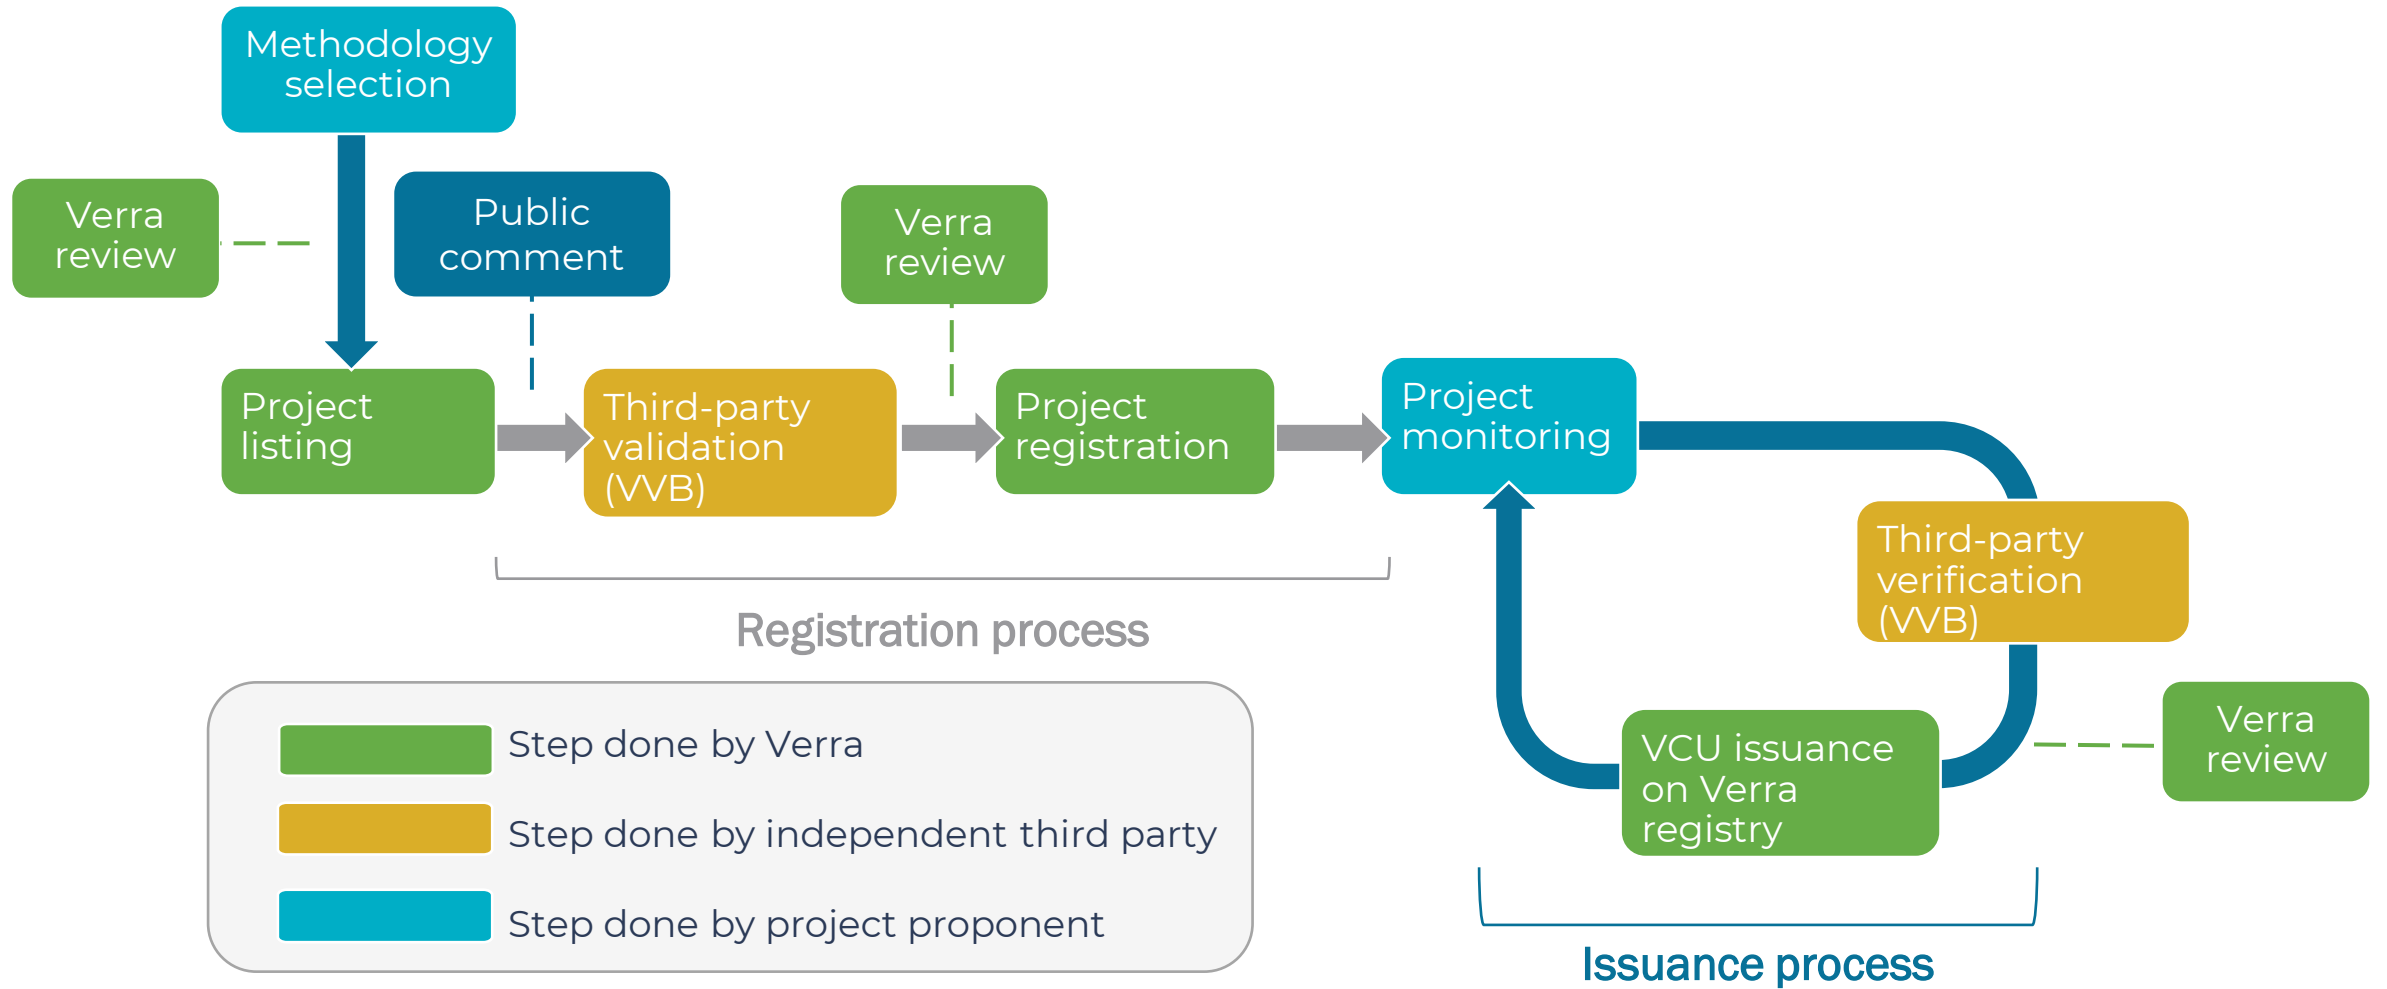 Methodology
selection
Verra
review
Public
comment
Verra
review
Project
listing
Third-party
validation
(VVB)
Project
registration
Project
monitoring
Third-party
verification
(VVB)
Registration process
Verra
review
VCU issuance
on Verra
registry
Step done by Verra
Step done by independent third party
Step done by project proponent
Issuance process